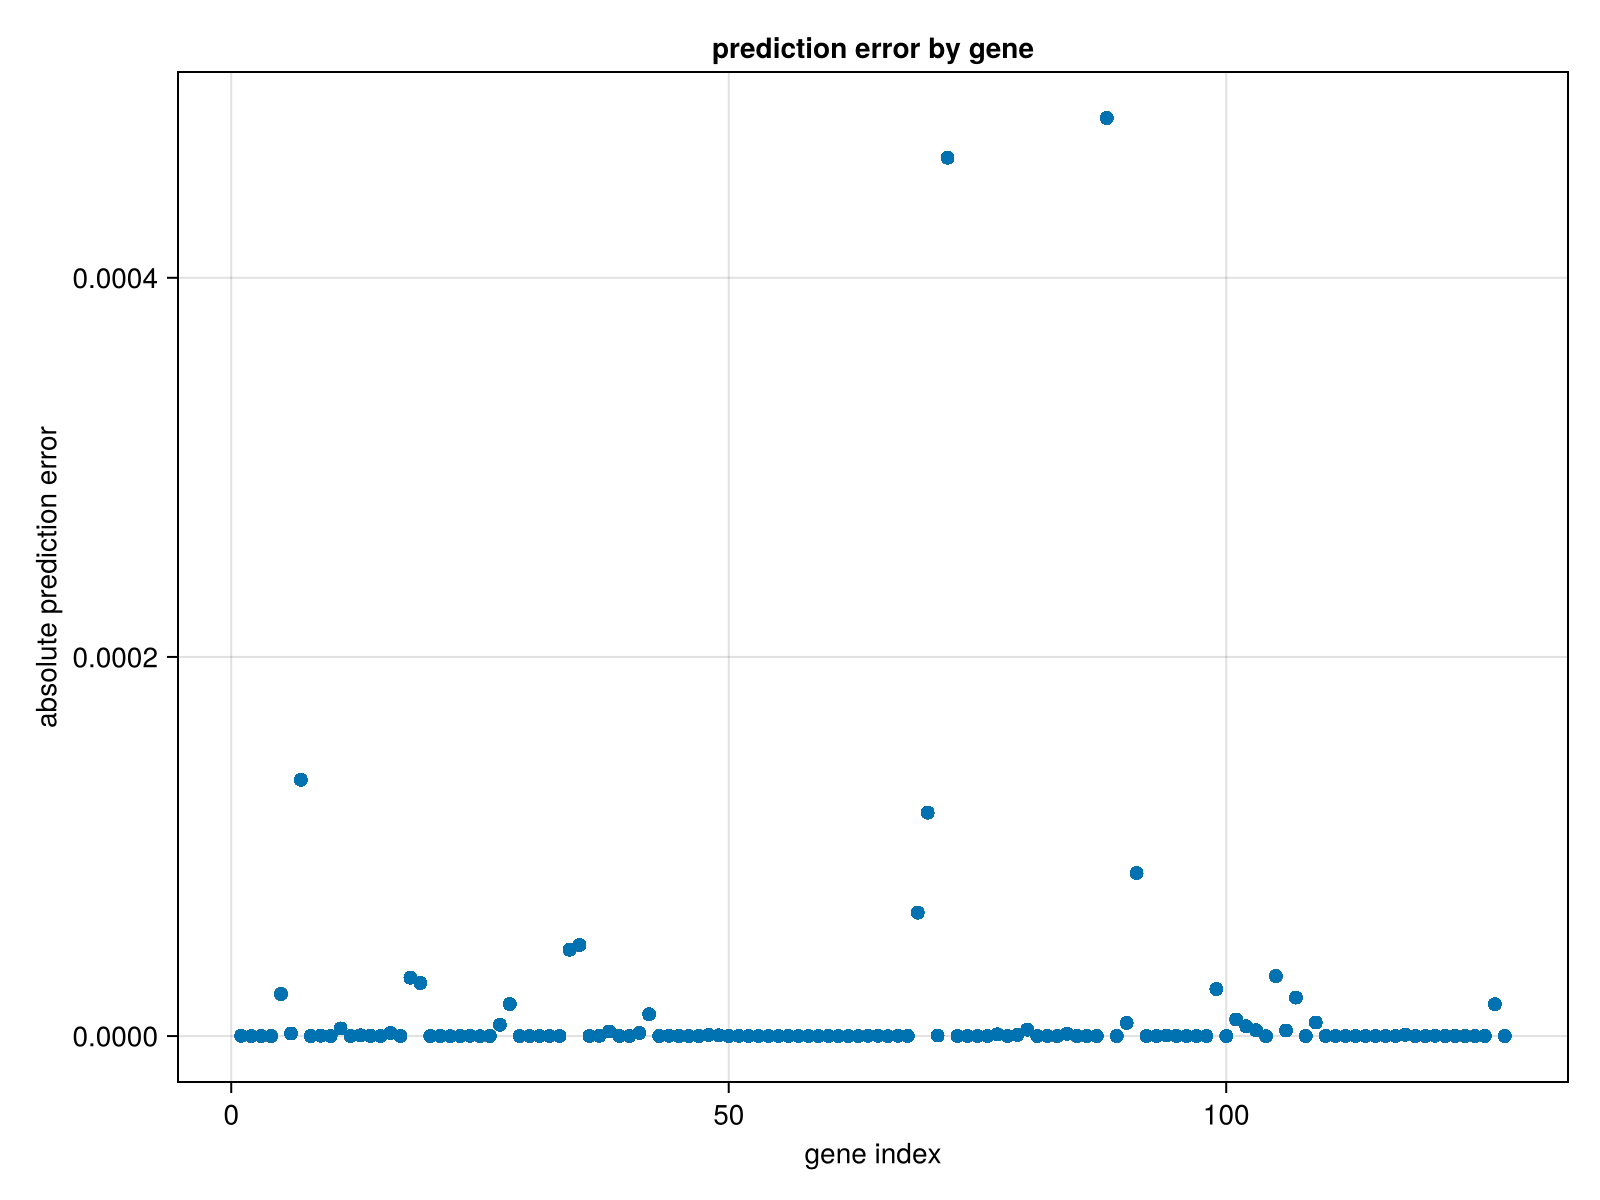 prediction error by gene
absolute prediction error
0.0004
0.0002
0.0000
0 50 100
gene index